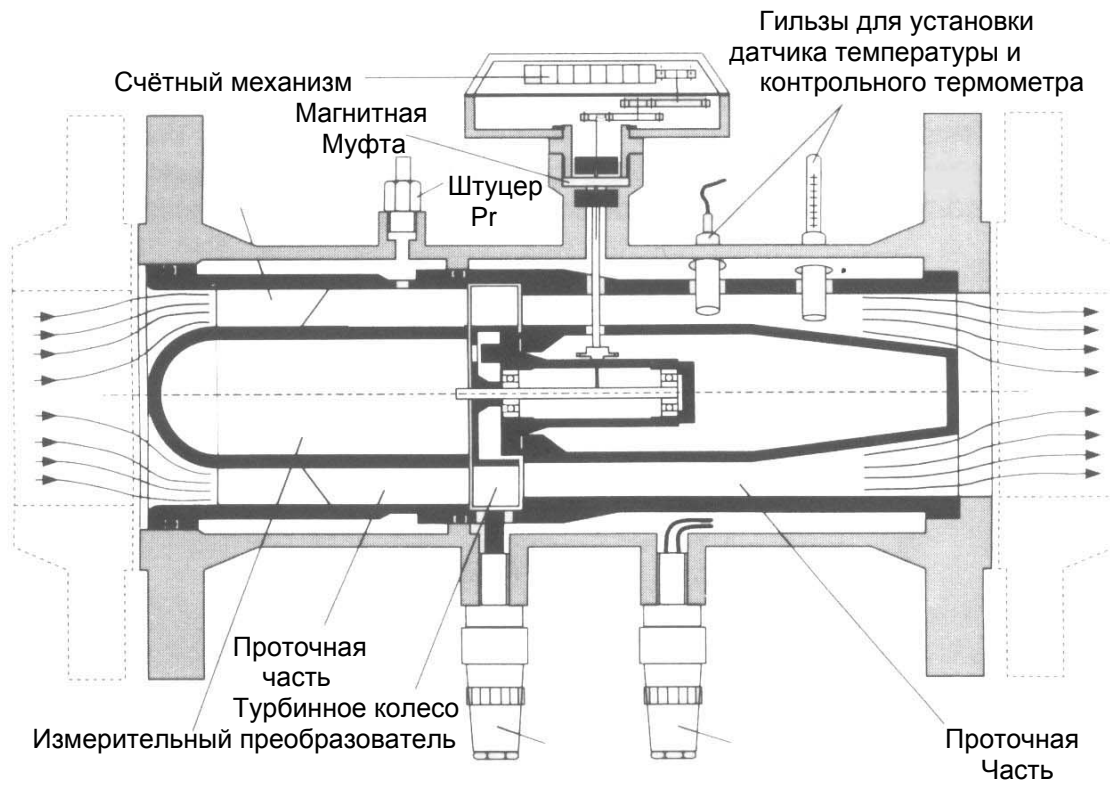 Гильзы для установки
датчика температуры и
контрольного термометра
Счётный механизм
Магнитная
Муфта
Штуцер
Pr
Проточная
часть
Турбинное колесо
Измерительный преобразователь
Проточная
Часть